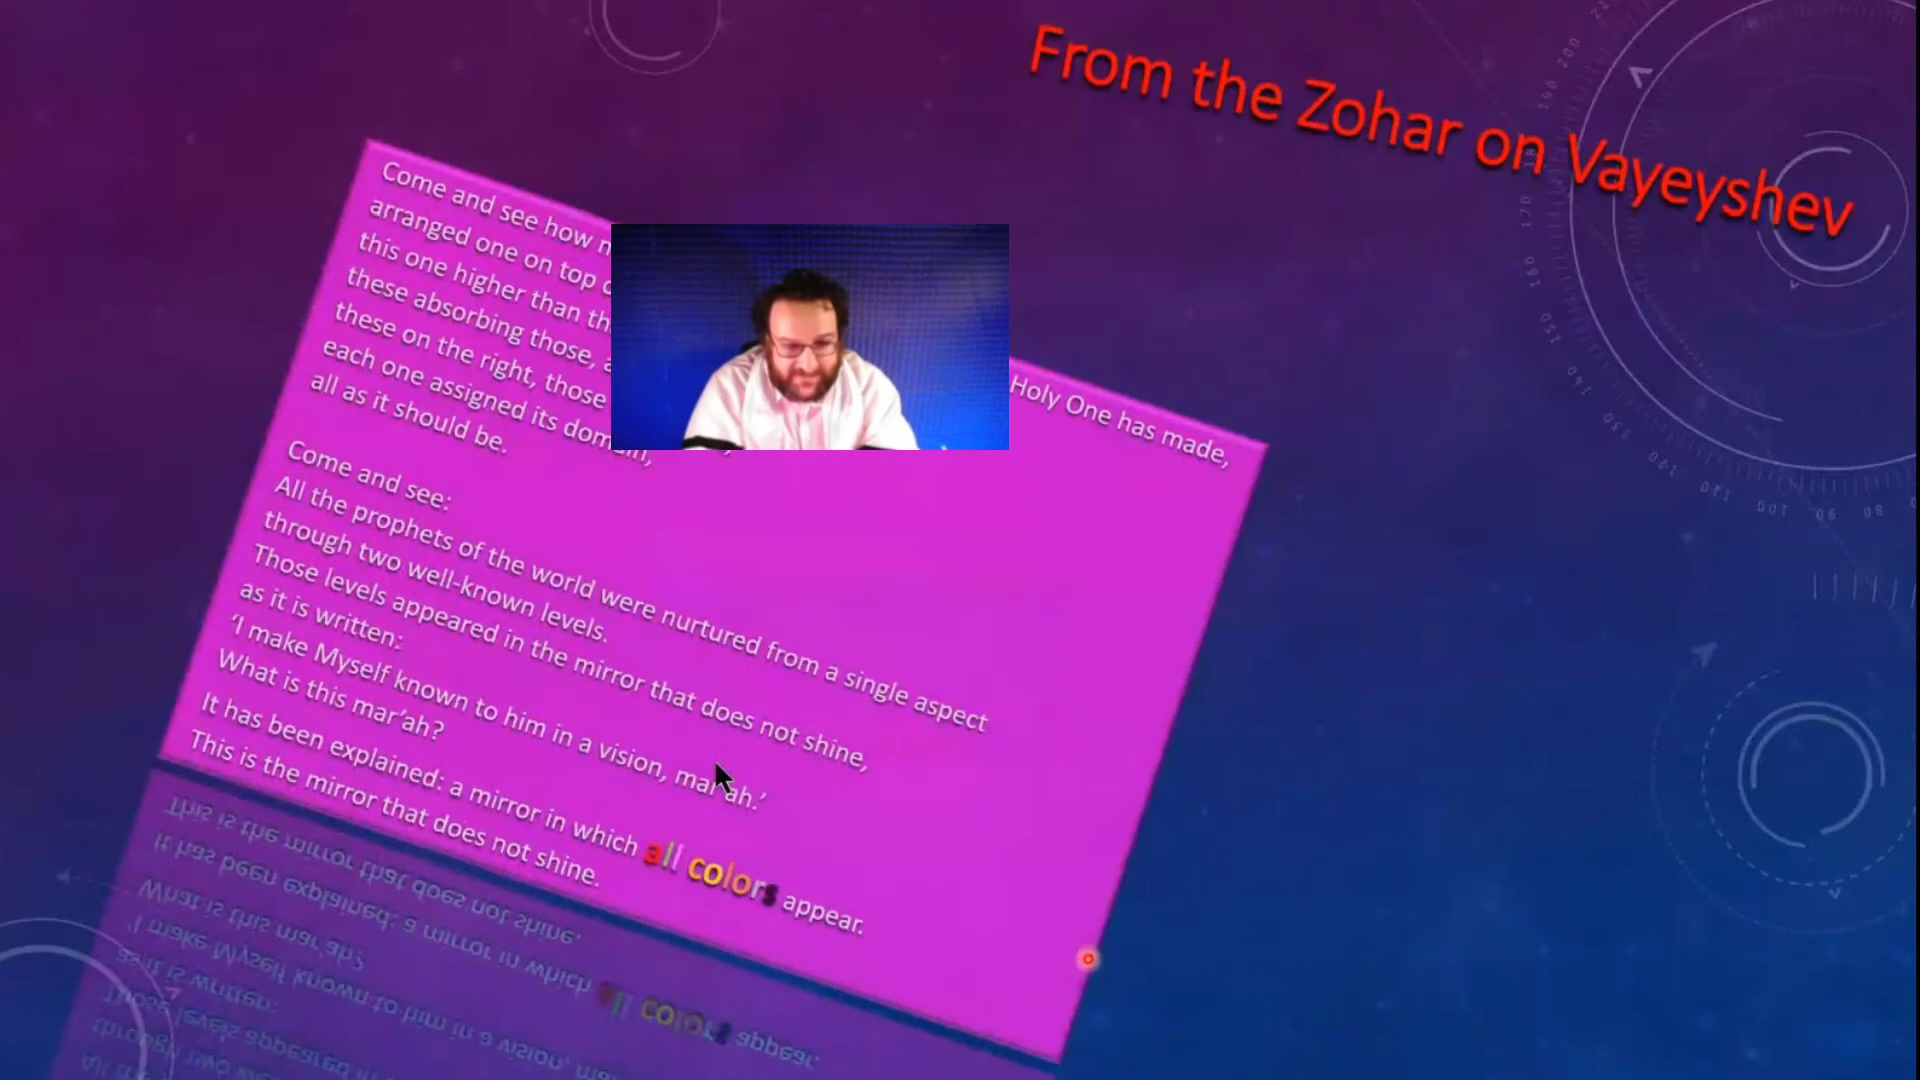 From the Zohar on Vayeyshev
Come and see how
arranged one on top
Holy One has made,
this one higher than
these absorbing those,
these on the right, those
each one assigned its
all as it should be.
Come and see:
All the prophets of the world were nurtured from a single aspect
through two well-known levels.
Those levels appeared in the mirror that does not shine,
as it is written:
‘I make Myself known to him in a vision, mar’ah.’
What is this mar’ah?
It has been explained: a mirror in which all colors appear.
This is the mirror that does not shine.